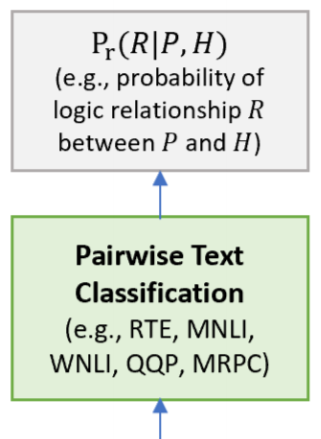 Pr(R|P, H)
(e.g., probability of
logic relationship R
between P and H)
Pairwise Text
Classification
(e.g., RTE, MNLI,
WNLI, QQP, MRPC)